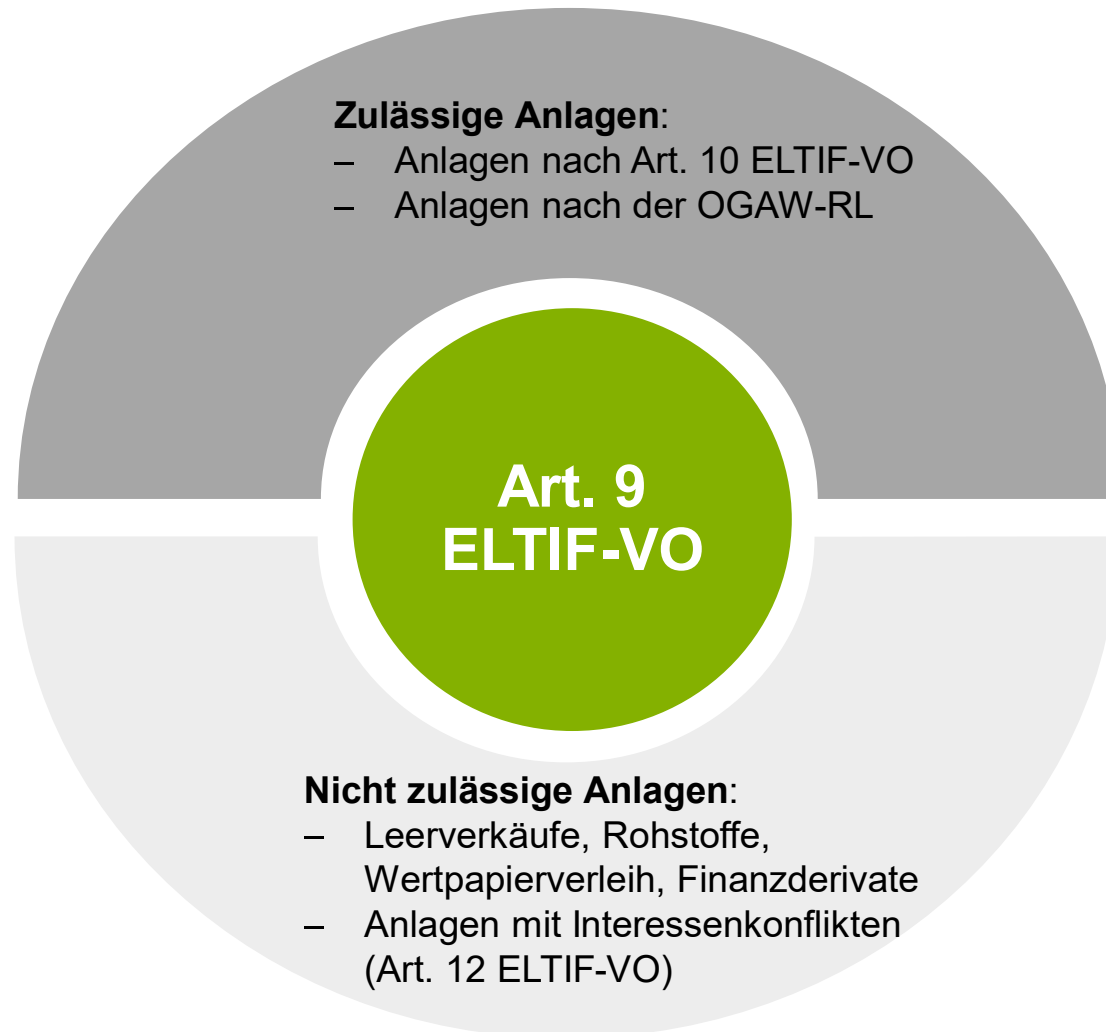 Zulässige Anlagen:
– Anlagen nach Art. 10 ELTIF-VO
– Anlagen nach der OGAW-RL
Art. 9
ELTIF-VO
Nicht zulässige Anlagen:
– Leerverkäufe, Rohstoffe,
Wertpapierverleih, Finanzderivate
– Anlagen mit Interessenkonflikten
(Art. 12 ELTIF-VO)